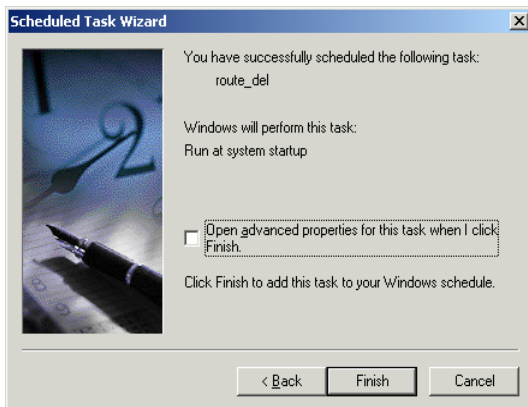 Scheduled Task Wizard
You have successfully scheduled the following task:
route_del
Windows will perform this task:
Run at system startup
Open advanced properties for this task when I click
Finish.
Click Finish to add this task to your Windows schedule.
< Back
Finish
Cancel